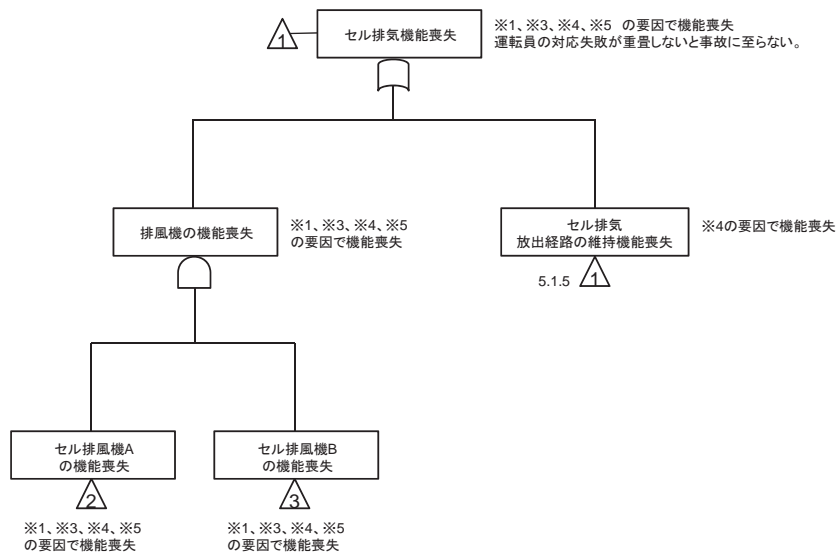 1
セル排気機能喪失
※1、※3、※4、※5 の要因で機能喪失
運転員の対応失敗が重畳しないと事故に至らない。
排風機の機能喪失
※1、※3、※4、※5
の要因で機能喪失
セル排気
放出経路の維持機能喪失
※4の要因で機能喪失
5.1.5
1
セル排風機A
の機能喪失
2
※1、※3、※4、※5
の要因で機能喪失
セル排風機B
の機能喪失
3
※1、※3、※4、※5
の要因で機能喪失